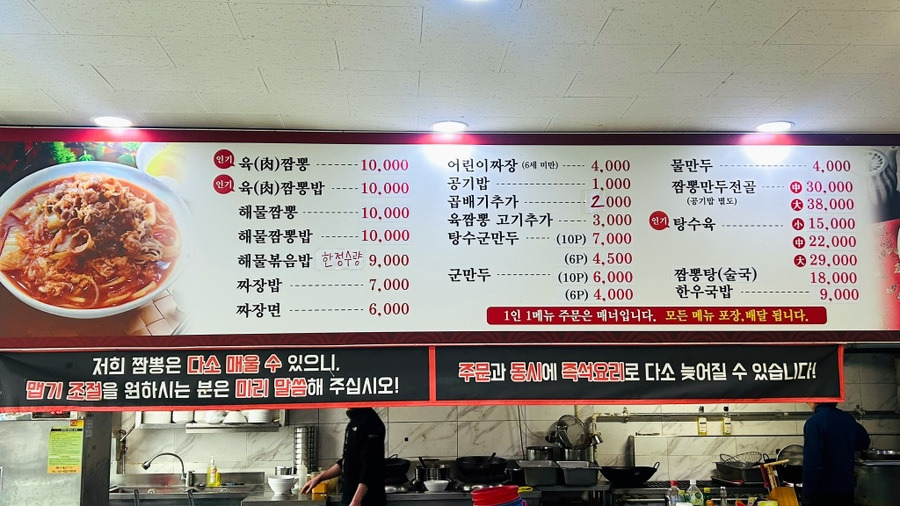 인기 육(肉)짬뽕 10,000
인기 육(肉)짬뽕밥 10,000
해물짬뽕 10,000
해물짬뽕밥 10,000
해물볶음밥 한정수량 9,000
짜장밥 7,000
짜장면 6,000
어린이짜장 (6세 미만) 4,000
공기밥 1,000
곱배기추가 2,000
육짬뽕 고기추가 3,000
탕수군만두 (10P) 7,000
(6P) 4,500
군만두 (10P) 6,000
(6P) 4,000
물만두 4,000
짬뽕만두전골 中 30,000
(공기밥 별도) 大 38,000
인기 탕수육 小 15,000
中 22,000
大 29,000
짬뽕탕(술국) 18,000
한우국밥 9,000
1인 1메뉴 주문은 매너입니다. 모든 메뉴 포장,배달 됩니다.
저희 짬뽕은 다소 매울 수 있으니,
맵기 조절을 원하시는 분은 미리 말씀해 주십시오!
주문과 동시에 즉석요리로 다소 늦어질 수 있습니다!